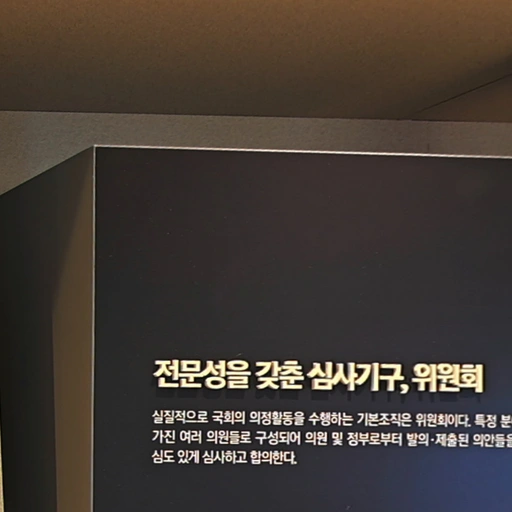 전문성을 갖춘 심사기구, 위원회
실질적으로 국회의 의정활동을 수행하는 기본조직은 위원회이다. 특정
가진 여러 의원들로 구성되어 의원 및 정부로부터 발의·제출된 의안들을
심도 있게 심사하고 합의한다.